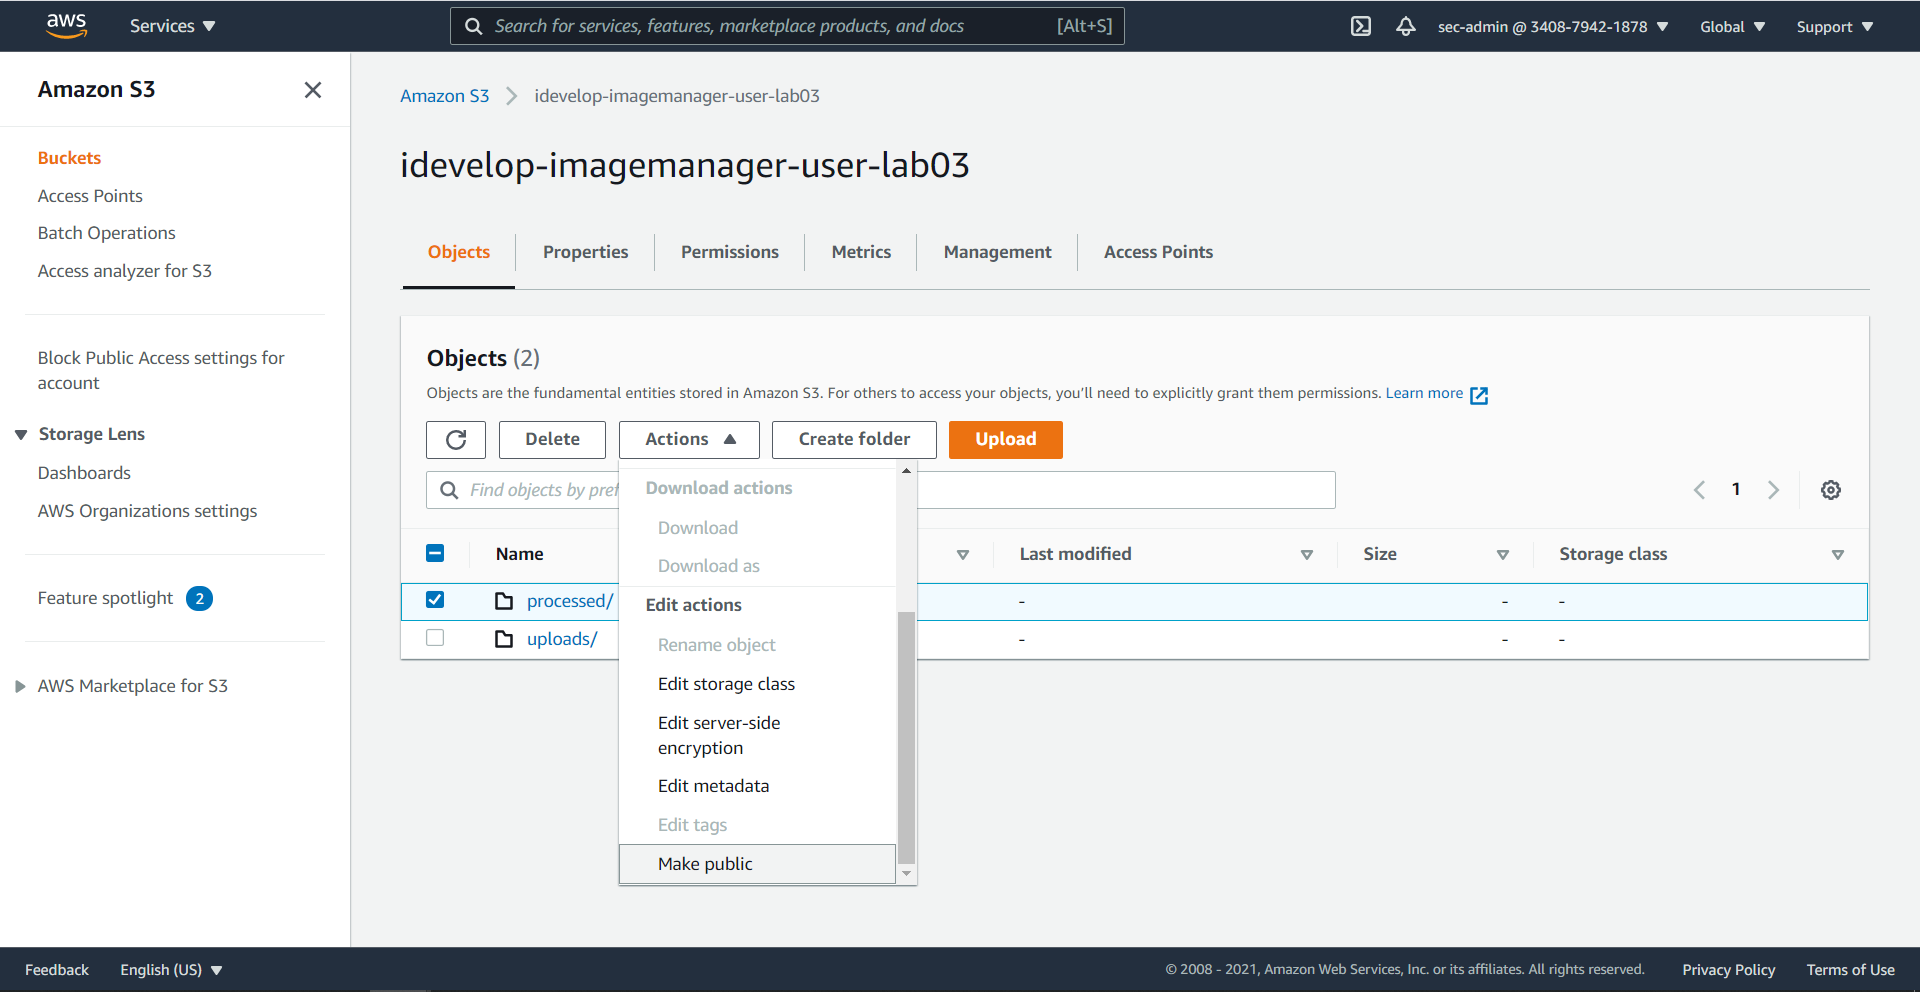 aws
Services
Search for services, features, marketplace products, and docs
[Alt+S]
sec-admin @ 3408-7942-1878
Global
Support
Amazon S3
Buckets
Access Points
Batch Operations
Access analyzer for S3
Block Public Access settings for
account
Storage Lens
Dashboards
AWS Organizations settings
Feature spotlight 2
AWS Marketplace for S3
Amazon S3
idevelop-imagemanager-user-lab03
idevelop-imagemanager-user-lab03
Objects
Properties
Permissions
Metrics
Management
Access Points
Objects (2)
Objects are the fundamental entities stored in Amazon S3. For others to access your objects, you'll need to explicitly grant them permissions. Learn more
Delete
Actions
Create folder
Upload
Find objects by pref
1
Name
Last modified
Size
Storage class
processed/
-
-
-
uploads/
-
-
-
Download actions
Download
Download as
Edit actions
Rename object
Edit storage class
Edit server-side
encryption
Edit metadata
Edit tags
Make public
Feedback
English (US)
© 2008 - 2021, Amazon Web Services, Inc. or its affiliates. All rights reserved.
Privacy Policy
Terms of Use